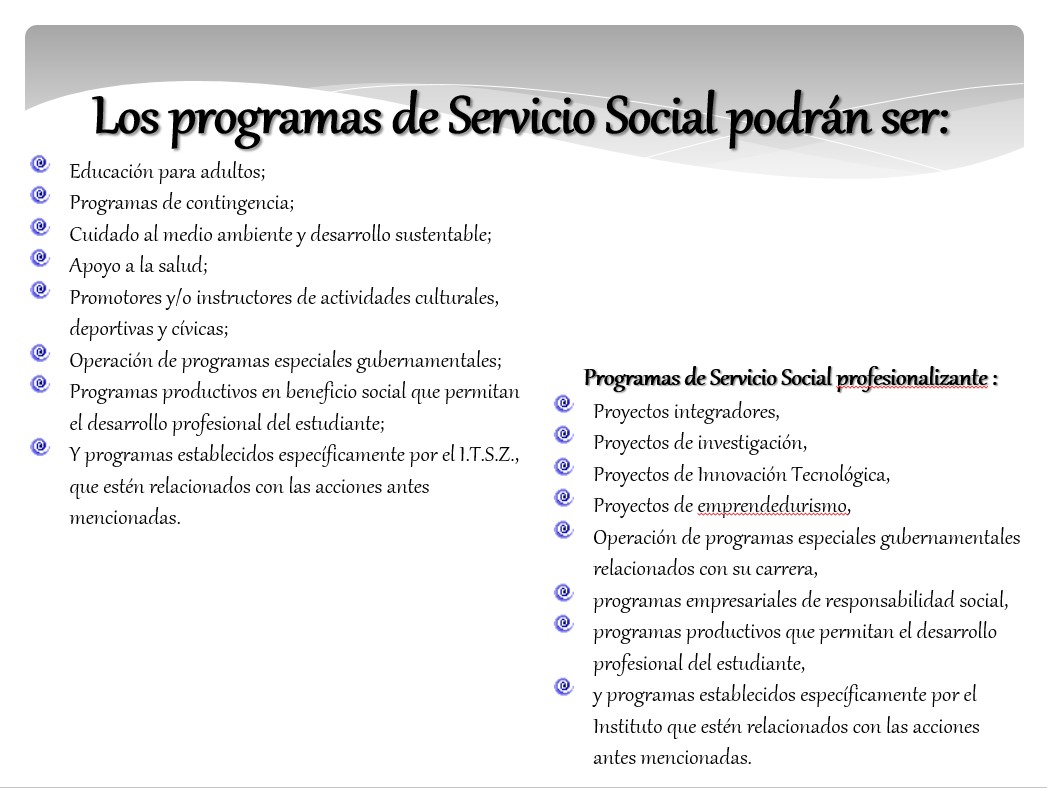 Los programas de Servicio Social podrán ser:
Educación para adultos;
Programas de contingencia;
Cuidado al medio ambiente y desarrollo sustentable;
Apoyo a la salud;
Promotores y/o instructores de actividades culturales,
deportivas y cívicas;
Operación de programas especiales gubernamentales;
Programas productivos en beneficio social que permitan
el desarrollo profesional del estudiante;
Y programas establecidos específicamente por el I.T.S.Z.,
que estén relacionados con las acciones antes
mencionadas.
Programas de Servicio Social profesionalizante :
Proyectos integradores,
Proyectos de investigación,
Proyectos de Innovación Tecnológica,
Proyectos de emprendedurismo,
Operación de programas especiales gubernamentales
relacionados con su carrera,
programas empresariales de responsabilidad social,
programas productivos que permitan el desarrollo
profesional del estudiante,
y programas establecidos específicamente por el
Instituto que estén relacionados con las acciones
antes mencionadas.